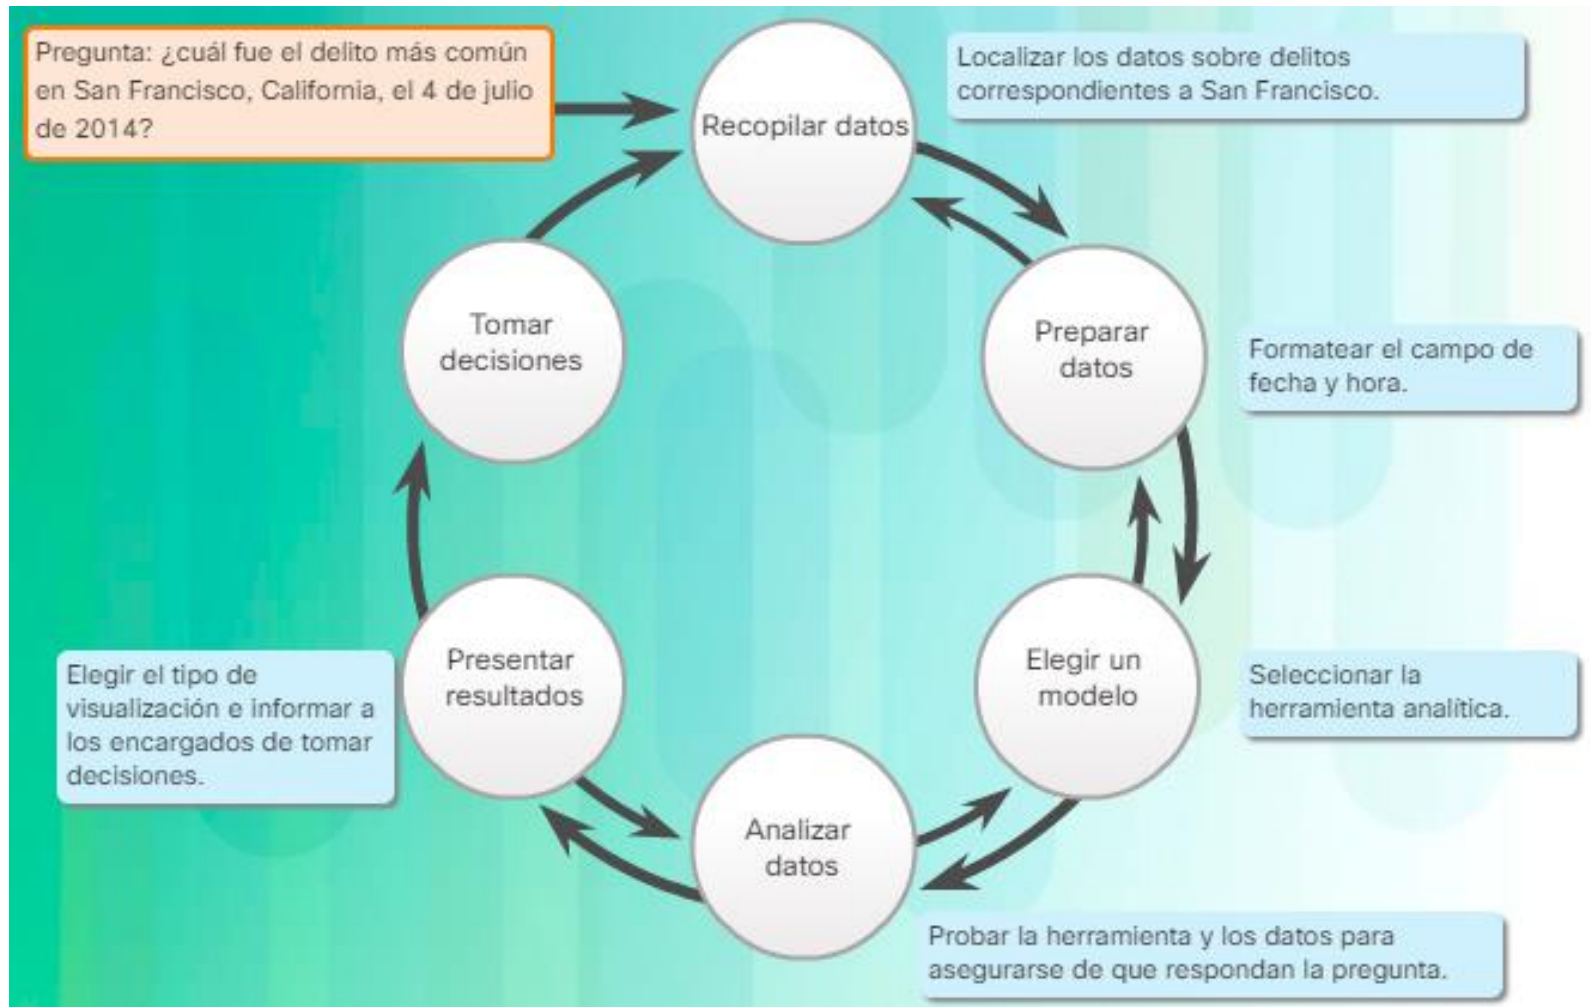 Pregunta: ¿cuál fue el delito más común
en San Francisco, California, el 4 de julio
de 2014?
Recopilar datos
Localizar los datos sobre delitos
correspondientes a San Francisco.
Preparar
datos
Formatear el campo de
fecha y hora.
Elegir un
modelo
Seleccionar la
herramienta analítica.
Analizar
datos
Probar la herramienta y los datos para
asegurarse de que respondan la pregunta.
Presentar
resultados
Elegir el tipo de
visualización e informar a
los encargados de tomar
decisiones.
Tomar
decisiones